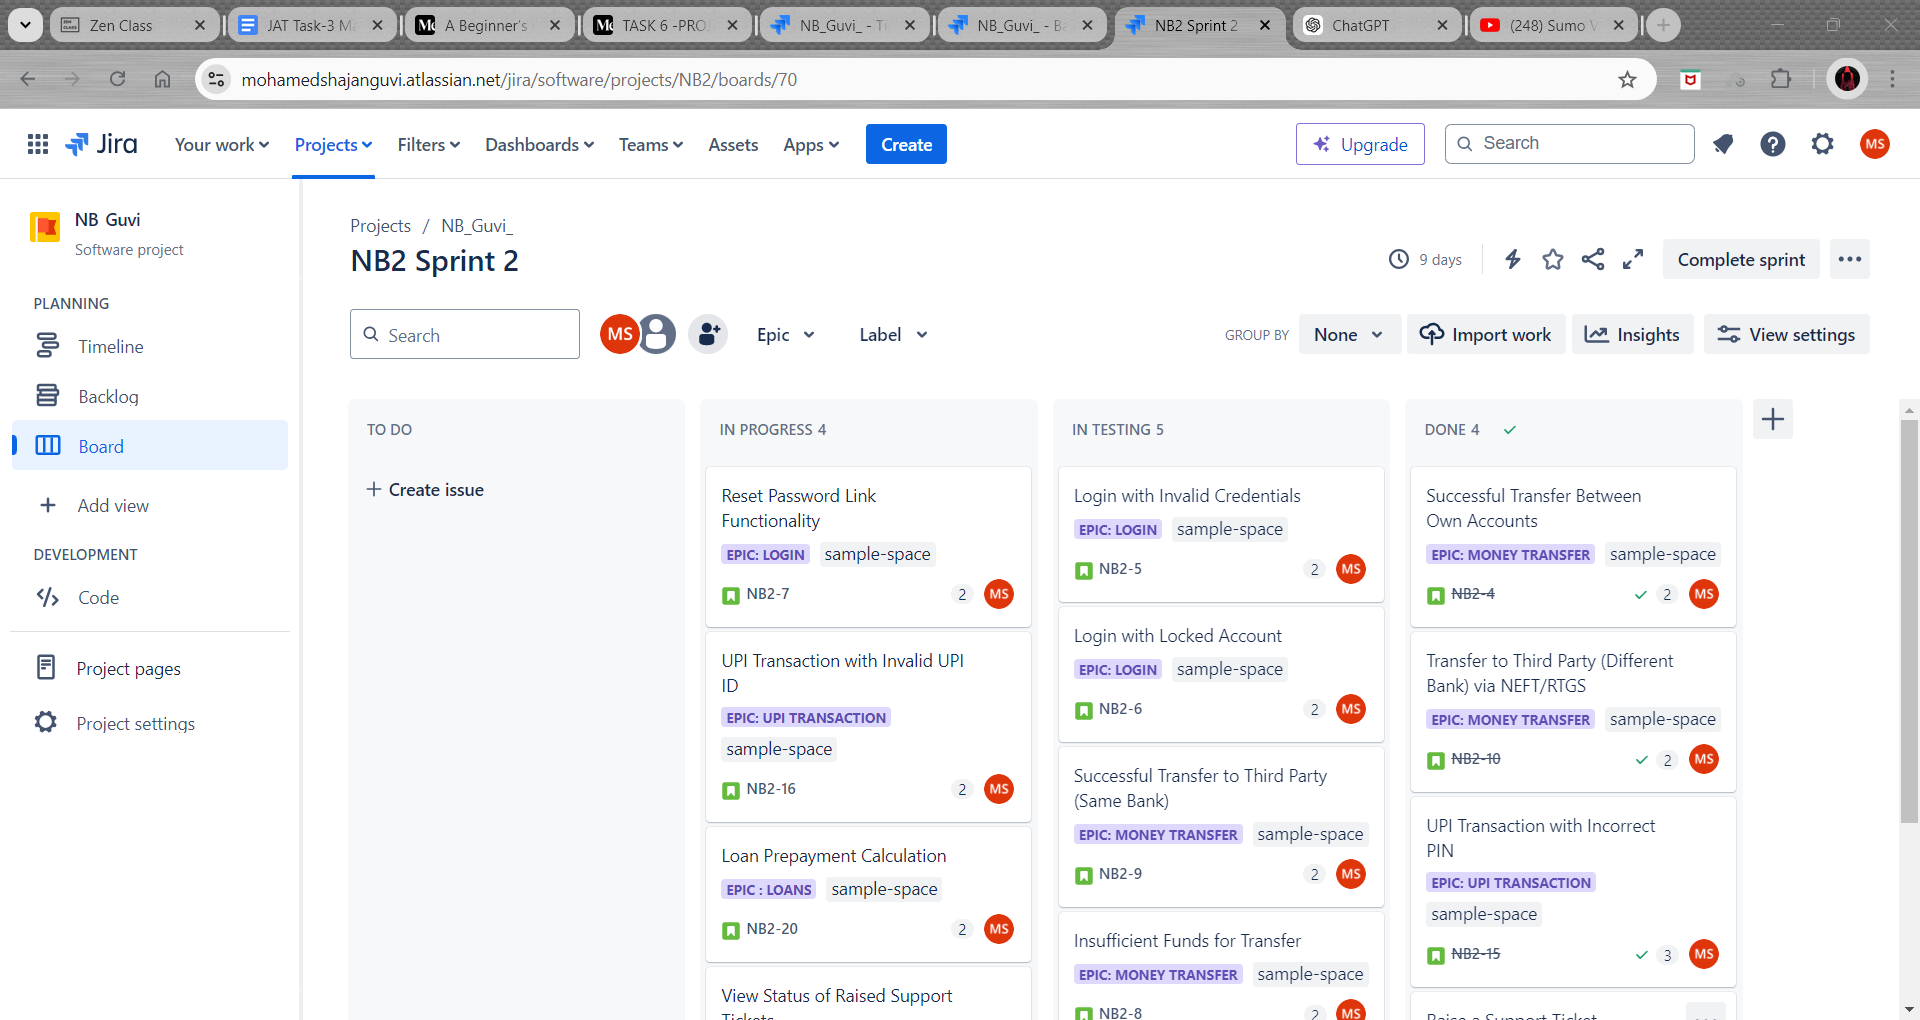 Zen Class
JAT Task-3 Ma
A Beginner's
TASK 6 -PROJ
NB_Guvi_ - Ti
NB_Guvi_ - Ba
NB2 Sprint 2
ChatGPT
(248) Sumo V
mohamedshajanguvi.atlassian.net/jira/software/projects/NB2/boards/70
Jira
Your work
Projects
Filters
Dashboards
Teams
Assets
Apps
Create
Upgrade
Search
MS
NB Guvi
Software project
PLANNING
Timeline
Backlog
Board
Add view
DEVELOPMENT
Code
Project pages
Project settings
Projects / NB_Guvi_
NB2 Sprint 2
9 days
Complete sprint
Search
MS
Epic
Label
GROUP BY
None
Import work
Insights
View settings
TO DO
Create issue
IN PROGRESS 4
Reset Password Link
Functionality
EPIC: LOGIN sample-space
NB2-7 2 MS
UPI Transaction with Invalid UPI
ID
EPIC: UPI TRANSACTION
sample-space
NB2-16 2 MS
Loan Prepayment Calculation
EPIC : LOANS sample-space
NB2-20 2 MS
View Status of Raised Support
Tickets
IN TESTING 5
Login with Invalid Credentials
EPIC: LOGIN sample-space
NB2-5 2 MS
Login with Locked Account
EPIC: LOGIN sample-space
NB2-6 2 MS
Successful Transfer to Third Party
(Same Bank)
EPIC: MONEY TRANSFER sample-space
NB2-9 2 MS
Insufficient Funds for Transfer
EPIC: MONEY TRANSFER sample-space
NB2-8 2 MS
DONE 4
Successful Transfer Between
Own Accounts
EPIC: MONEY TRANSFER sample-space
NB2-4 2 MS
Transfer to Third Party (Different
Bank) via NEFT/RTGS
EPIC: MONEY TRANSFER sample-space
NB2-10 2 MS
UPI Transaction with Incorrect
PIN
EPIC: UPI TRANSACTION
sample-space
NB2-15 3 MS
Raise a Support Ticket